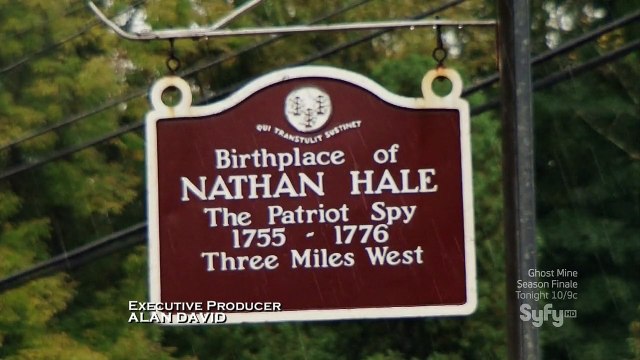 QUI TRANSTULIT SUSTINET
Birthplace of
NATHAN HALE
The Patriot Spy
1755 - 1776
Three Miles West
Ghost Mine
Season Finale
Tonight 10/9c
Syfy HD
EXECUTIVE PRODUCER
ALAN DAVID